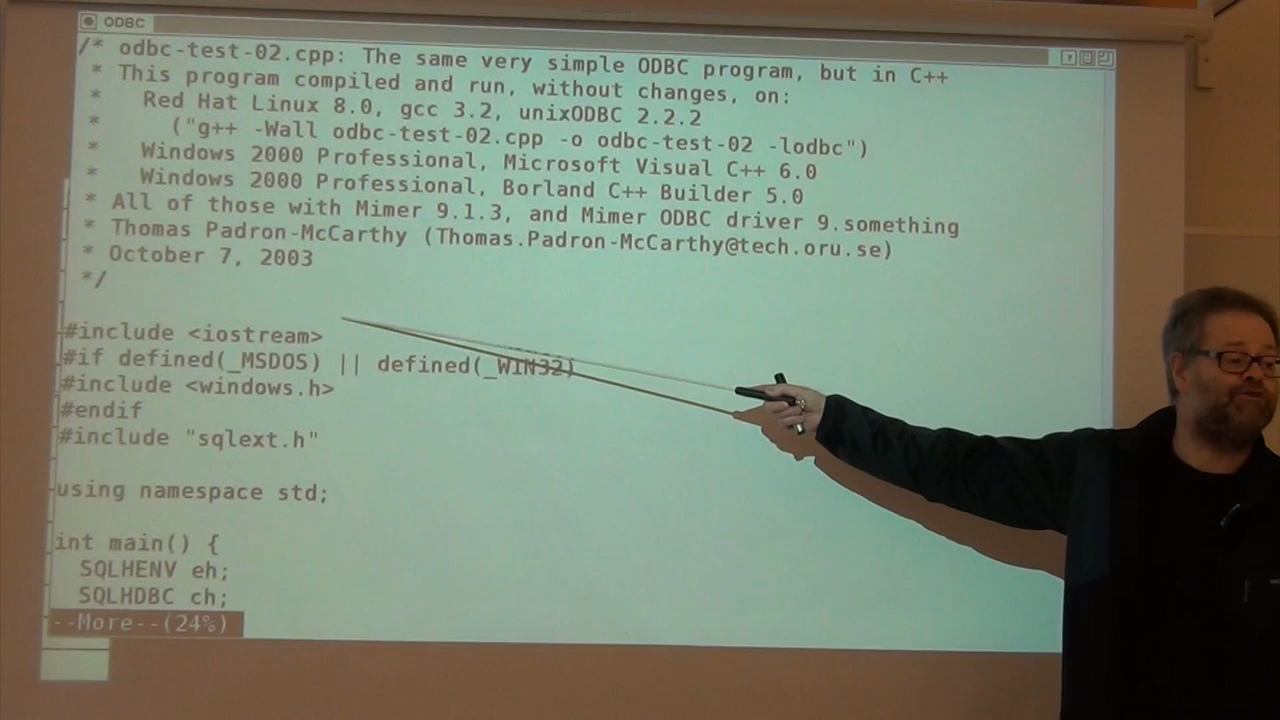 ODBC
/* odbc-test-02.cpp: The same very simple ODBC program, but in C++
* This program compiled and run, without changes, on:
* Red Hat Linux 8.0, gcc 3.2, unixODBC 2.2.2
* ("g++ -Wall odbc-test-02.cpp -o odbc-test-02 -lodbc")
* Windows 2000 Professional, Microsoft Visual C++ 6.0
* Windows 2000 Professional, Borland C++ Builder 5.0
* All of those with Mimer 9.1.3, and Mimer ODBC driver 9.something
* Thomas Padron-McCarthy (Thomas.Padron-McCarthy@tech.oru.se)
* October 7, 2003
*/
#include <iostream>
#if defined(_MSDOS) || defined(_WIN32)
#include <windows.h>
#endif
#include "sqlext.h"
using namespace std;
int main() {
SQLHENV eh;
SQLHDBC ch;
--More--(24%)